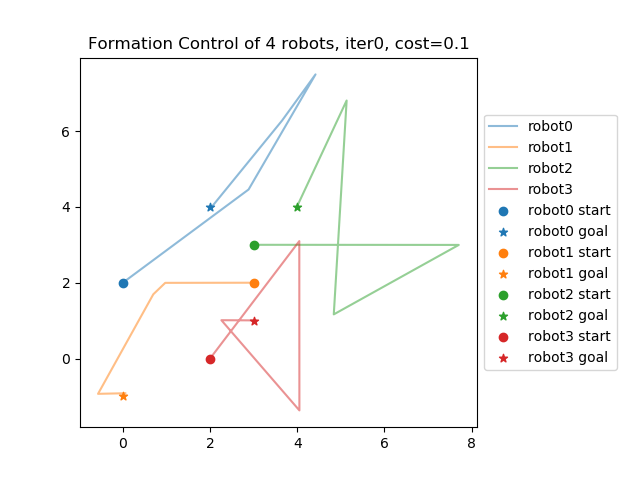 Formation Control of 4 robots, iter0, cost=0.1
6
4
2
0
0 2 4 6 8
robot0
robot1
robot2
robot3
robot0 start
robot0 goal
robot1 start
robot1 goal
robot2 start
robot2 goal
robot3 start
robot3 goal